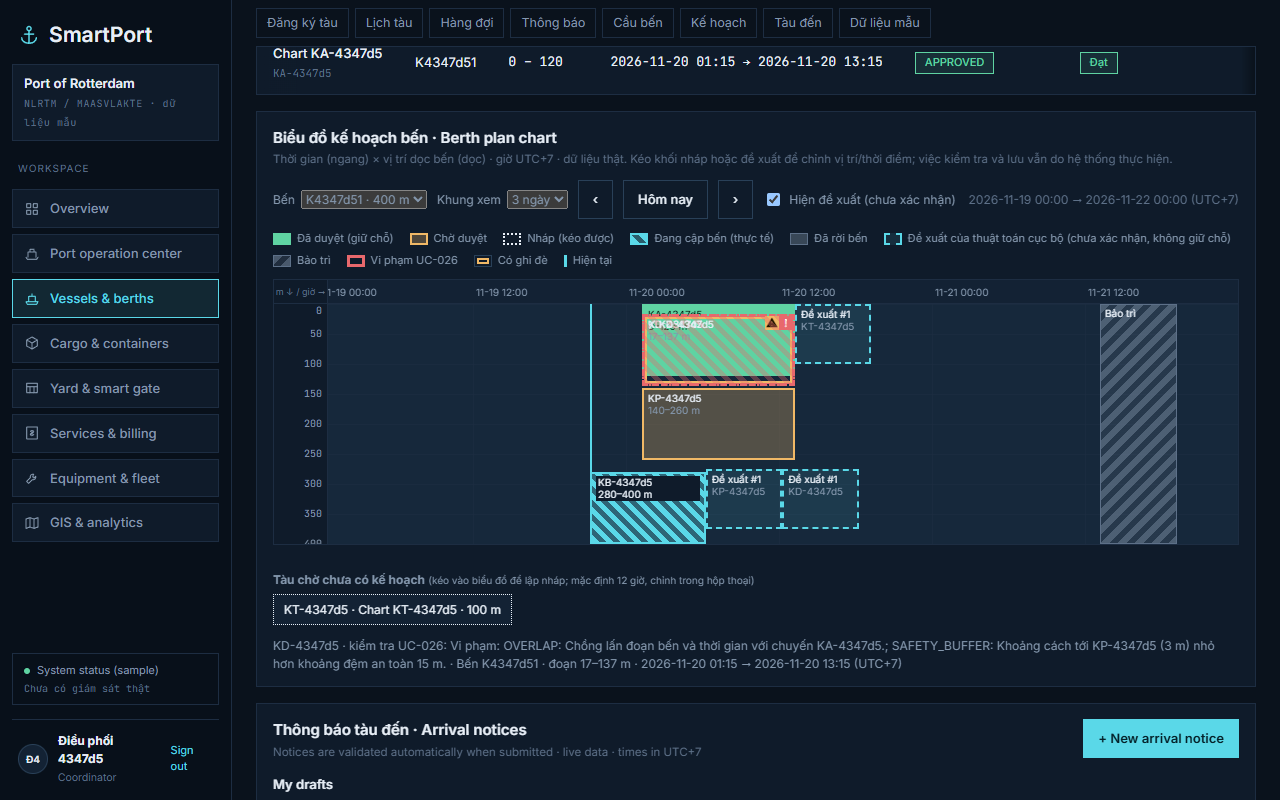 SmartPort
Port of Rotterdam
NLRTM / MAASVLAKTE · dữ
liệu mẫu
WORKSPACE
Overview
Port operation center
Vessels & berths
Cargo & containers
Yard & smart gate
Services & billing
Equipment & fleet
GIS & analytics
System status (sample)
Chưa có giám sát thật
Đ4
Điều phối
4347d5
Coordinator
Sign
out
Đăng ký tàu
Lịch tàu
Hàng đợi
Thông báo
Cầu bến
Kế hoạch
Tàu đến
Dữ liệu mẫu
Chart KA-4347d5
KA-4347d5
K4347d51
0 – 120
2026-11-20 01:15 → 2026-11-20 13:15
APPROVED
Đạt
Biểu đồ kế hoạch bến · Berth plan chart
Thời gian (ngang) × vị trí dọc bến (dọc) · giờ UTC+7 · dữ liệu thật. Kéo khối nháp hoặc đề xuất để chỉnh vị trí/thời điểm; việc kiểm tra và lưu vẫn do hệ thống thực hiện.
Bến
K4347d51 · 400 m
Khung xem
3 ngày
‹
Hôm nay
›
Hiện đề xuất (chưa xác nhận)
2026-11-19 00:00 → 2026-11-22 00:00 (UTC+7)
Đã duyệt (giữ chỗ)
Chờ duyệt
Nháp (kéo được)
Đang cập bến (thực tế)
Đã rời bến
Đề xuất của thuật toán cục bộ (chưa xác nhận, không giữ chỗ)
Bảo trì
Vi phạm UC-026
Có ghi đè
Hiện tại
m ↓ / giờ →
1-19 00:00
11-19 12:00
11-20 00:00
11-20 12:00
11-21 00:00
11-21 12:00
0
50
100
150
200
250
300
350
400
!
Đề xuất #1
KT-4347d5
Bảo trì
KP-4347d5
140–260 m
KB-4347d5
280–400 m
Đề xuất #1
KP-4347d5
Đề xuất #1
KD-4347d5
Tàu chờ chưa có kế hoạch (kéo vào biểu đồ để lập nháp; mặc định 12 giờ, chỉnh trong hộp thoại)
KT-4347d5 · Chart KT-4347d5 · 100 m
KD-4347d5 · kiểm tra UC-026: Vi phạm: OVERLAP: Chồng lấn đoạn bến và thời gian với chuyến KA-4347d5.; SAFETY_BUFFER: Khoảng cách tới KP-4347d5 (3 m) nhỏ
hơn khoảng đệm an toàn 15 m. · Bến K4347d51 · đoạn 17–137 m · 2026-11-20 01:15 → 2026-11-20 13:15 (UTC+7)
Thông báo tàu đến · Arrival notices
Notices are validated automatically when submitted · live data · times in UTC+7
+ New arrival notice
My drafts